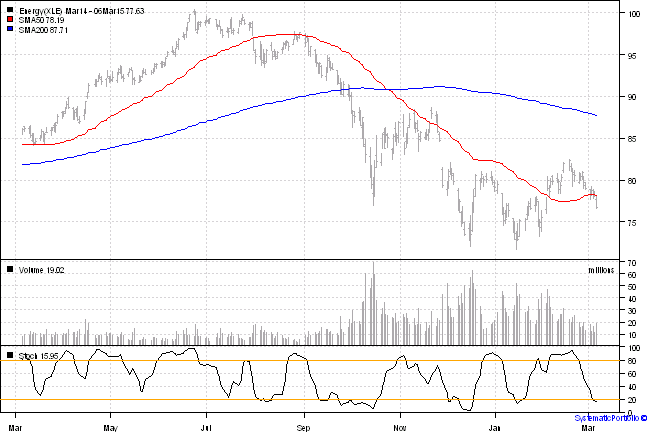 Energy(XLE) Mar14 - 06Mar15 77.63
SMA50 78.19
SMA200 87.71
100
95
90
85
80
75
Volume 19.02
millions
70
60
50
40
30
20
10
Stoch 15.95
100
80
60
40
20
0
Mar May Jul Sep Nov Jan Mar
SystematicPortfolio ©